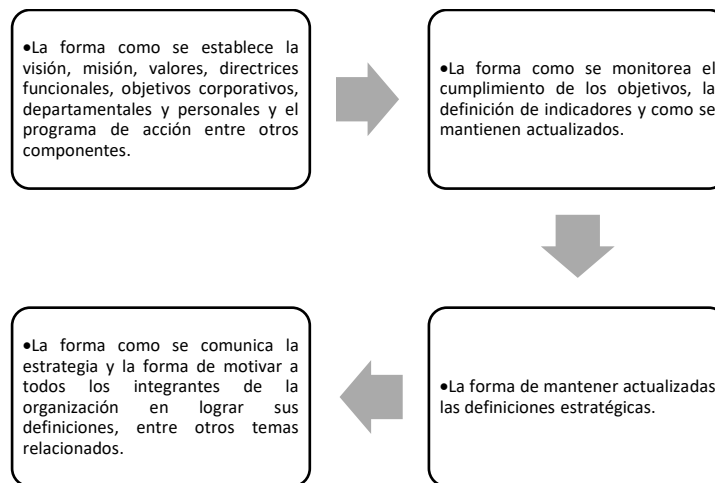 •La forma como se establece la
visión, misión, valores, directrices
funcionales, objetivos corporativos,
departamentales y personales y el
programa de acción entre otros
componentes.
•La forma como se monitorea el
cumplimiento de los objetivos, la
definición de indicadores y como se
mantienen actualizados.
•La forma de mantener actualizadas
las definiciones estratégicas.
•La forma como se comunica la
estrategia y la forma de motivar a
todos los integrantes de la
organización en lograr sus
definiciones, entre otros temas
relacionados.